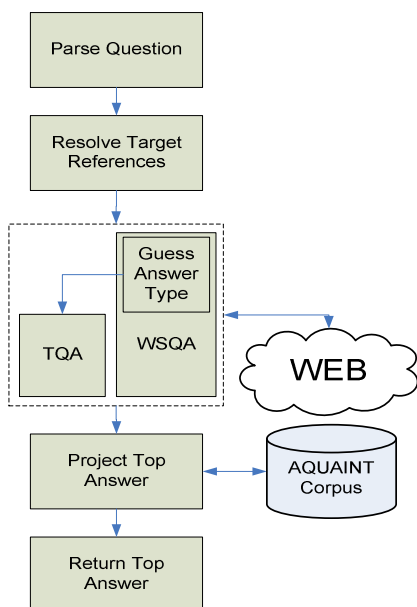 Parse Question
Resolve Target
References
Guess
Answer
Type
TQA
WSQA
WEB
Project Top
Answer
AQUAINT
Corpus
Return Top
Answer